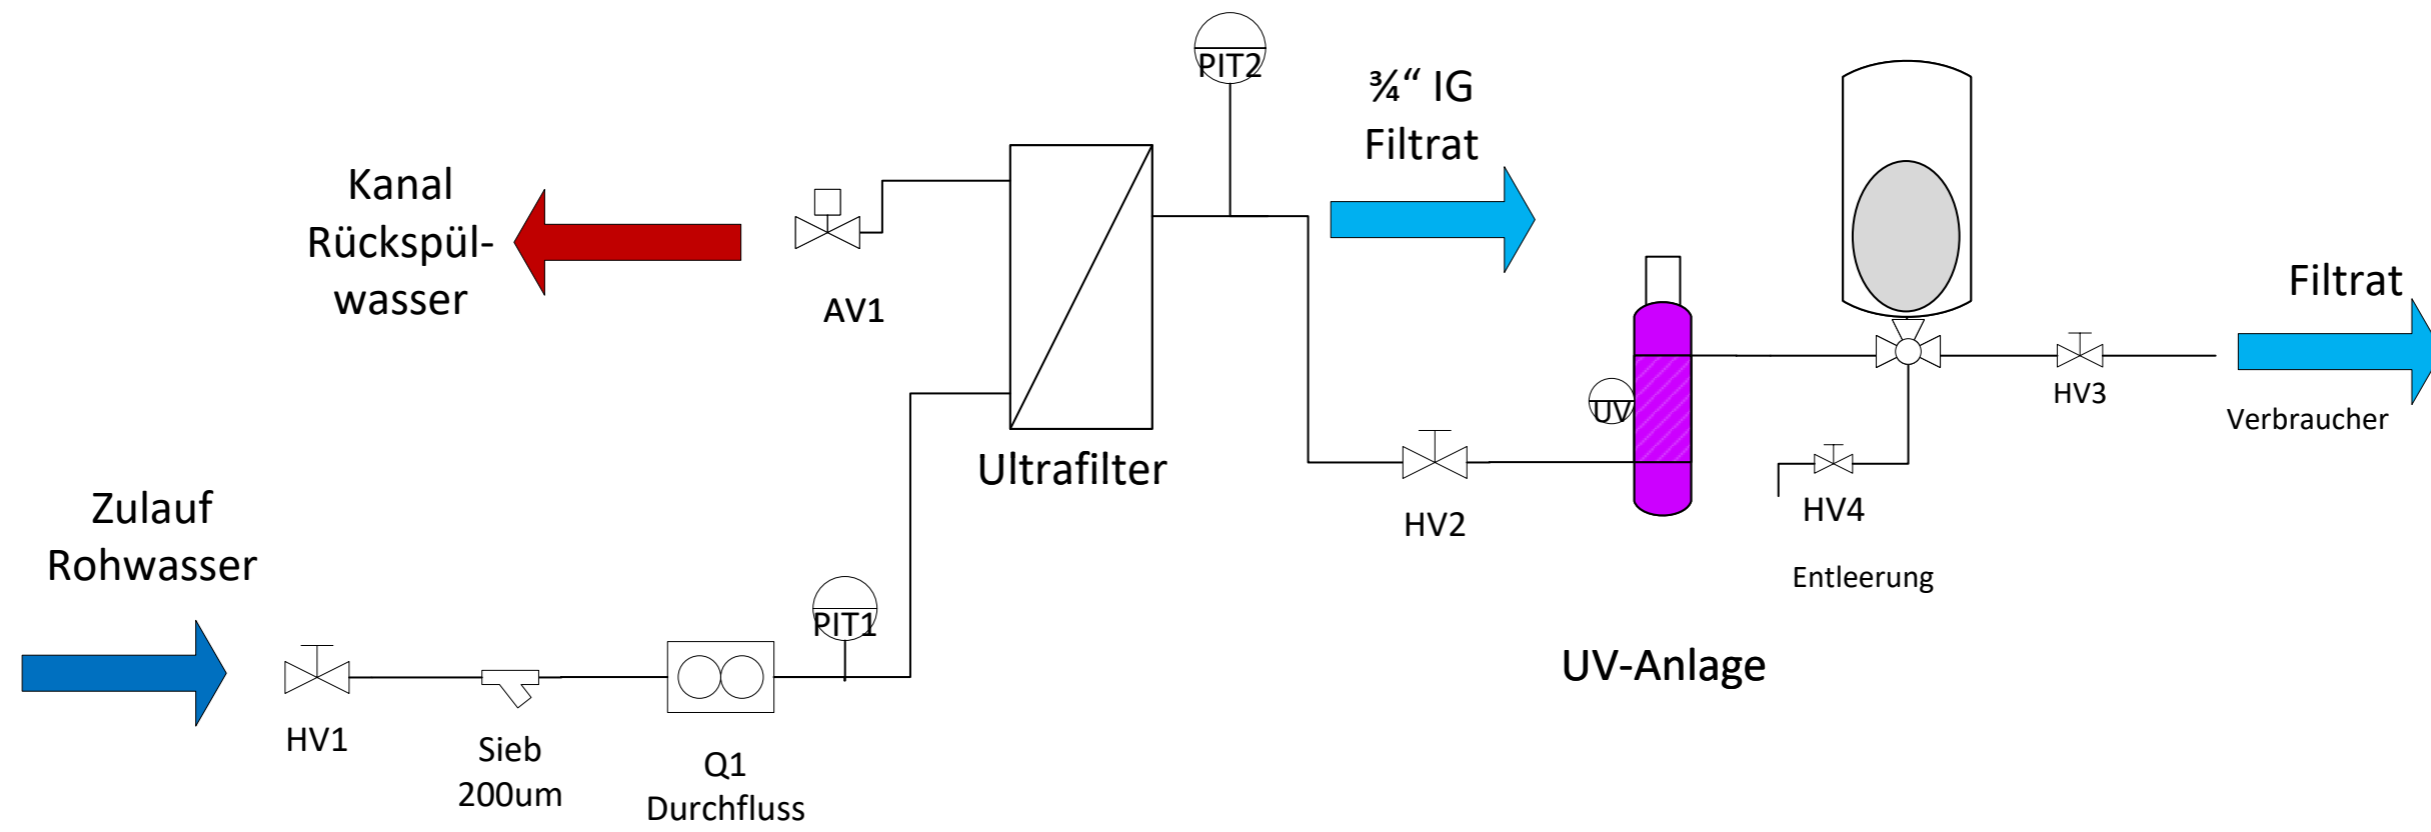 PIT2
¾“ IG
Filtrat
Kanal
Rückspül-
wasser
AV1
Ultrafilter
UV
HV2
Filtrat
HV3
Verbraucher
HV4
Entleerung
UV-Anlage
Zulauf
Rohwasser
HV1
Sieb
200um
Q1
Durchfluss
PIT1